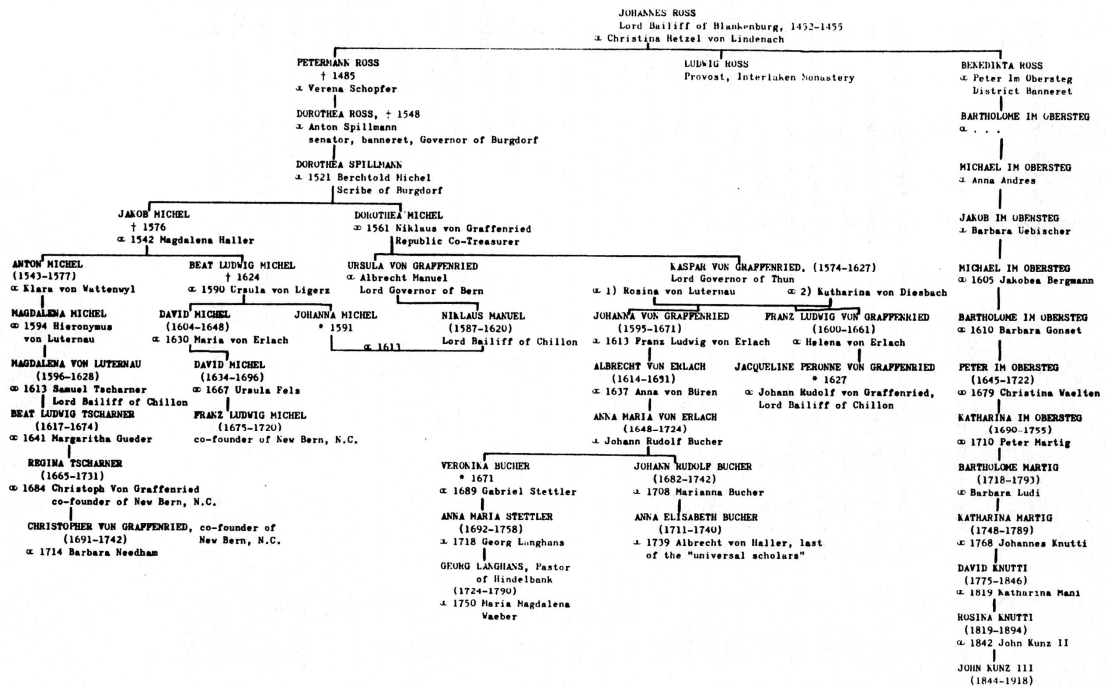 JOHANNES ROSS
Lord Bailiff of Blankenburg, 1452-1455
Christina Hetzel von Lindenach
PETERMANN ROSS
† 1485
Verena Schopfer
LUDWIG ROSS
Provost, Interlaken Monastery
BENEDIKTA ROSS
Peter Im Obersteg
District Banneret
DOROTHEA ROSS, † 1548
Anton Spillmann
senator, banneret, Governor of Burgdorf
BARTHOLOME IM OBERSTEG
⚭ . . .
DOROTHEA SPILLMANN
1521 Berchtold Michel
Scribe of Burgdorf
MICHAEL IM OBERSTEG
Anna Andres
JAKOB MICHEL
† 1576
⚭ 1542 Magdalena Haller
DOROTHEA MICHEL
⚭ 1561 Niklaus von Graffenried
Republic Co-Treasurer
JAKOB IM OBERSTEG
Barbara Uebischer
ANTON MICHEL
(1543-1577)
⚭ Klara von Wattenwyl
BEAT LUDWIG MICHEL
† 1624
⚭ 1590 Ursula von Ligerz
URSULA VON GRAFFENRIED
⚭ Albrecht Manuel
Lord Governor of Bern
KASPAR VON GRAFFENRIED, (1574-1627)
Lord Governor of Thun
⚭ 1) Rosina von Luternau ⚭ 2) Katharina von Diesbach
MICHAEL IM OBERSTEG
⚭ 1605 Jakobea Bergmann
MAGDALENA MICHEL
⚭ 1594 Hieronymus
von Luternau
DAVID MICHEL
(1604-1648)
⚭ 1630 Maria von Erlach
JOHANNA MICHEL
* 1591
⚭ 1613
NIKLAUS MANUEL
(1587-1620)
Lord Bailiff of Chillon
JOHANNA VON GRAFFENRIED
(1595-1671)
1613 Franz Ludwig von Erlach
FRANZ LUDWIG VON GRAFFENRIED
(1600-1661)
⚭ Helena von Erlach
BARTHOLOME IM OBERSTEG
⚭ 1610 Barbara Gonset
MAGDALENA VON LUTERNAU
(1596-1628)
⚭ 1613 Samuel Tscharner
Lord Bailiff of Chillon
DAVID MICHEL
(1634-1696)
⚭ 1667 Ursula Fels
ALBRECHT VON ERLACH
(1614-1651)
⚭ 1637 Anna von Büren
JACQUELINE PERONNE VON GRAFFENRIED
* 1627
⚭ Johann Rudolf von Graffenried,
Lord Bailiff of Chillon
PETER IM OBERSTEG
(1645-1722)
⚭ 1679 Christina Waelten
BEAT LUDWIG TSCHARNER
(1617-1674)
⚭ 1641 Margaritha Gueder
FRANZ LUDWIG MICHEL
(1675-1720)
co-founder of New Bern, N.C.
ANNA MARIA VON ERLACH
(1648-1724)
Johann Rudolf Bucher
KATHARINA IM OBERSTEG
(1690-1755)
⚭ 1710 Peter Martig
REGINA TSCHARNER
(1665-1731)
⚭ 1684 Christoph Von Graffenried
co-founder of New Bern, N.C.
VERONIKA BUCHER
* 1671
⚭ 1689 Gabriel Stettler
JOHANN RUDOLF BUCHER
(1682-1742)
1708 Marianna Bucher
BARTHOLOME MARTIG
(1718-1793)
⚭ Barbara Ludi
CHRISTOPHER VON GRAFFENRIED, co-founder of
(1691-1742) New Bern, N.C.
⚭ 1714 Barbara Needham
ANNA MARIA STETTLER
(1692-1758)
1718 Georg Langhans
ANNA ELISABETH BUCHER
(1711-1740)
1739 Albrecht von Haller, last
of the "universal scholars"
KATHARINA MARTIG
(1748-1789)
⚭ 1768 Johannes Knutti
GEORG LANGHANS, Pastor
of Hindelbank
(1724-1790)
1750 Maria Magdalena
Waeber
DAVID KNUTTI
(1775-1846)
⚭ 1819 Katharina Mani
ROSINA KNUTTI
(1819-1894)
⚭ 1842 John Kunz II
JOHN KUNZ III
(1844-1918)